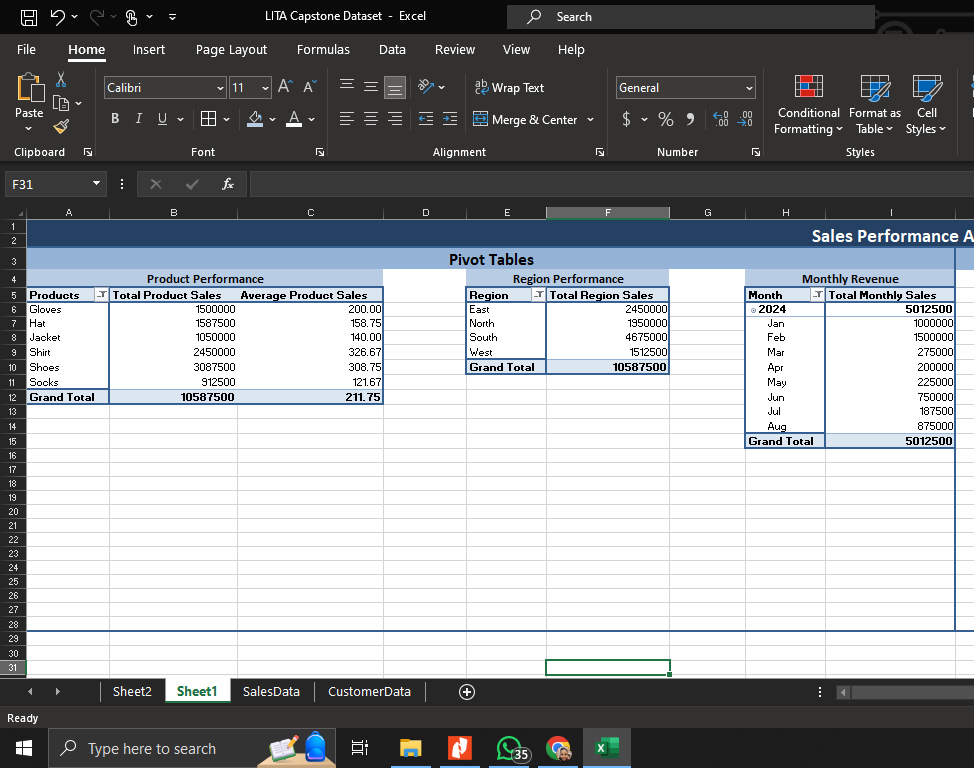 LITA Capstone Dataset - Excel
Search
File Home Insert Page Layout Formulas Data Review View Help
Paste
Calibri 11 A A
B I U A
ab Wrap Text
Merge & Center
General
$ % 9 .00 .00
Conditional Formatting
Format as Table
Cell Styles
Clipboard Font Alignment Number Styles
F31 fx
A B C D E F G H I
1
2 Sales Performance A
3 Pivot Tables
4 Product Performance Region Performance Monthly Revenue
5 Products Total Product Sales Average Product Sales Region Total Region Sales Month Total Monthly Sales
6 Gloves 1500000 200.00 East 2450000 2024 5012500
7 Hat 1587500 158.75 North 1950000 Jan 1000000
8 Jacket 1050000 140.00 South 4675000 Feb 1500000
9 Shirt 2450000 326.67 West 1512500 Mar 275000
10 Shoes 3087500 308.75 Grand Total 10587500 Apr 200000
11 Socks 912500 121.67 May 225000
12 Grand Total 10587500 211.75 Jun 750000
13 Jul 187500
14 Aug 875000
15 Grand Total 5012500
16
17
18
19
20
21
22
23
24
25
26
27
28
29
30
31
Sheet2 Sheet1 SalesData CustomerData
Ready
Type here to search
35